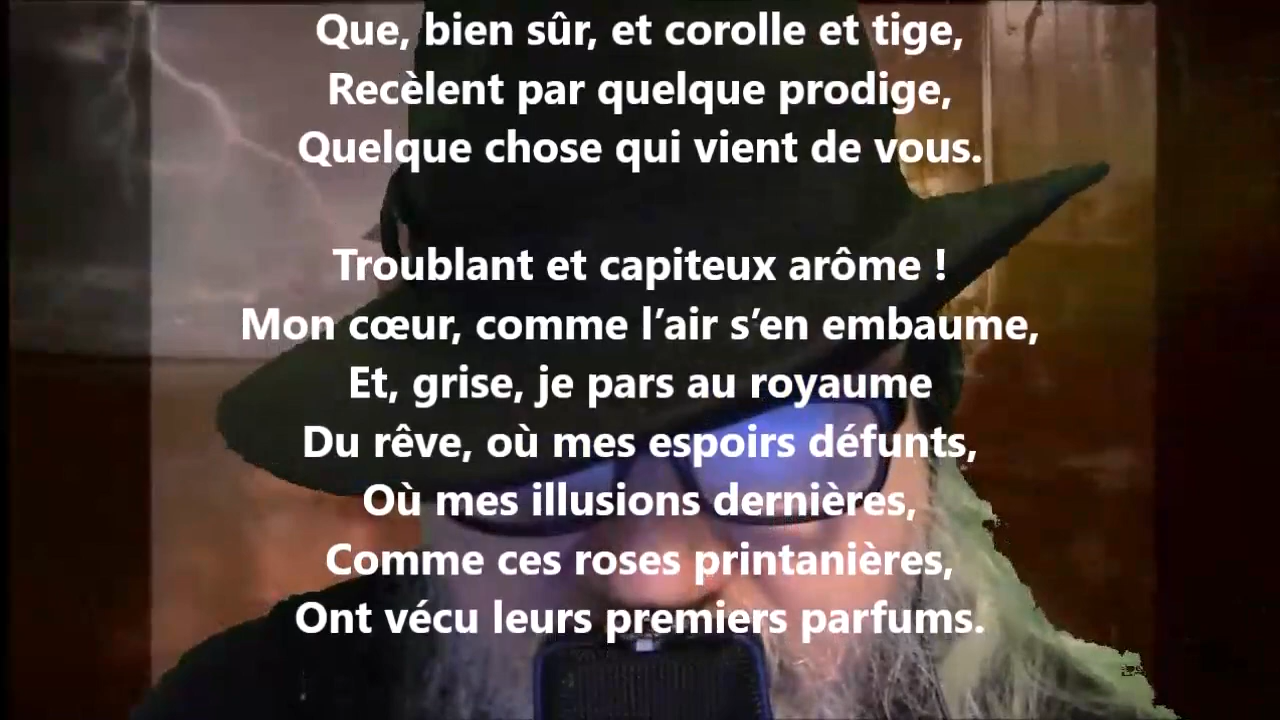 Que, bien sûr, et corolle et tige,
Recèlent par quelque prodige,
Quelque chose qui vient de vous.
Troublant et capiteux arôme !
Mon cœur, comme l’air s’en embaume,
Et, grise, je pars au royaume
Du rêve, où mes espoirs défunts,
Où mes illusions dernières,
Comme ces roses printanières,
Ont vécu leurs premiers parfums.